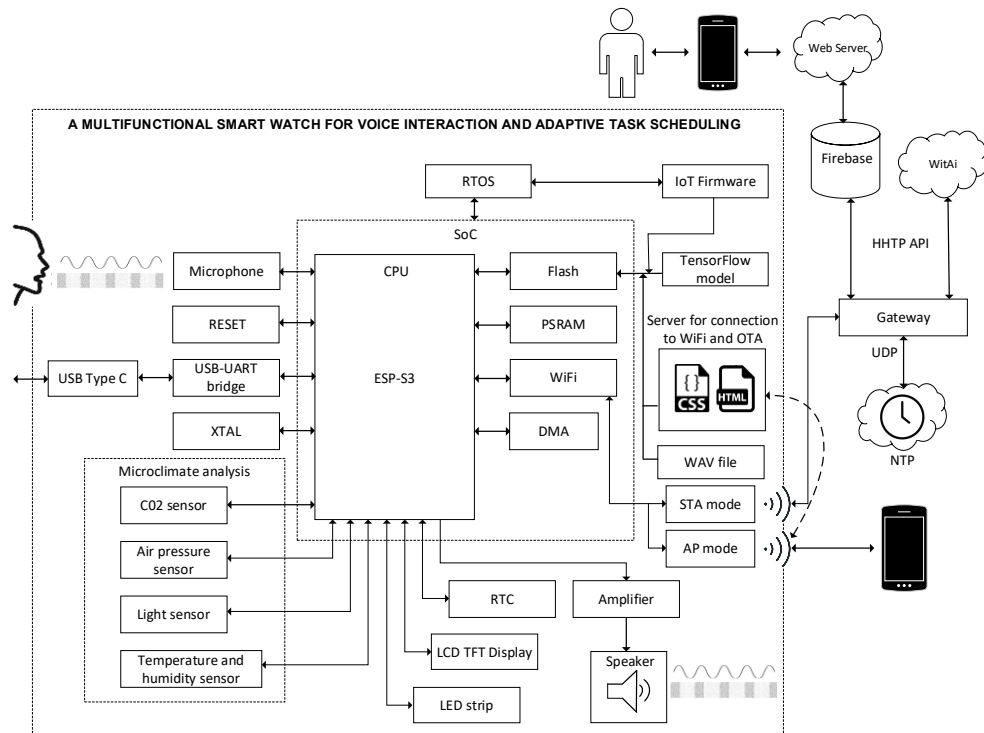 Web Server
A MULTIFUNCTIONAL SMART WATCH FOR VOICE INTERACTION AND ADAPTIVE TASK SCHEDULING
Firebase
WitAi
RTOS
IoT Firmware
SoC
HHTP API
Microphone
CPU
Flash
TensorFlow
model
RESET
PSRAM
Server for connection
to WiFi and OTA
Gateway
USB Type C
USB-UART
bridge
ESP-S3
WiFi
{ }
CSS
HTML
UDP
XTAL
DMA
NTP
WAV file
Microclimate analysis
C02 sensor
STA mode
AP mode
Air pressure
sensor
Light sensor
RTC
Amplifier
Temperature and
humidity sensor
LCD TFT Display
Speaker
LED strip